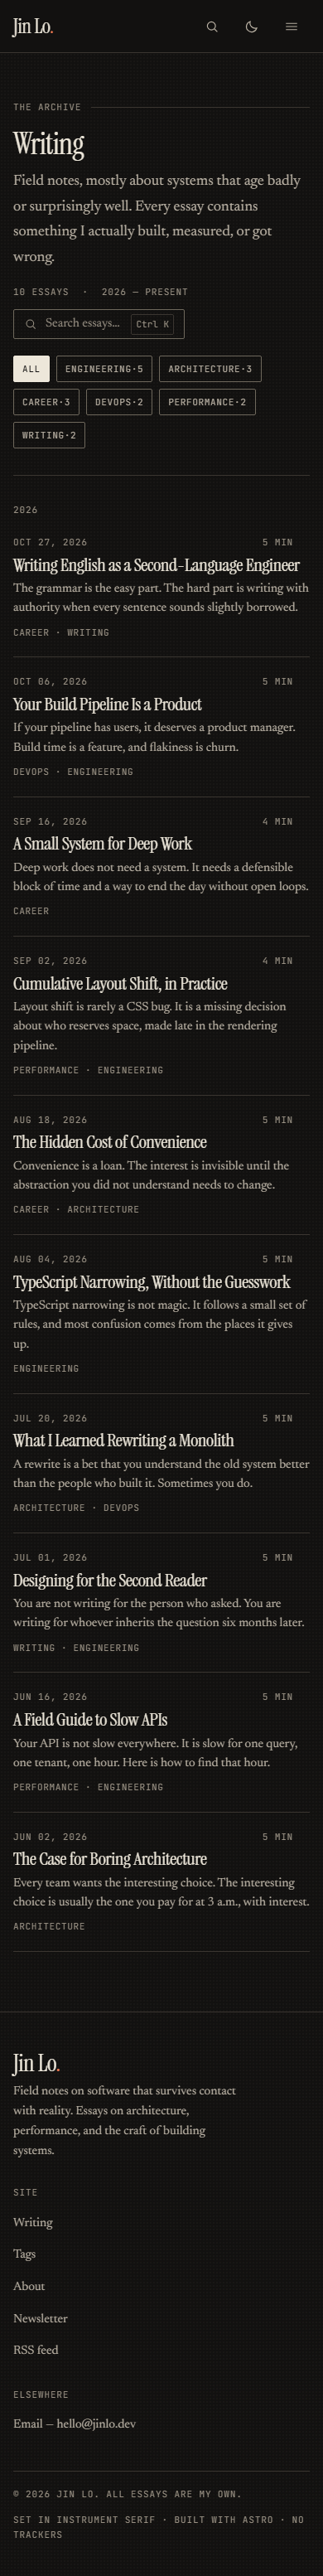 Jin Lo.
THE ARCHIVE
Writing
Field notes, mostly about systems that age badly
or surprisingly well. Every essay contains
something I actually built, measured, or got
wrong.
10 ESSAYS · 2026 — PRESENT
Search essays… Ctrl K
ALL ENGINEERING·5 ARCHITECTURE·3
CAREER·3 DEVOPS·2 PERFORMANCE·2
WRITING·2
2026
OCT 27, 2026 5 MIN
Writing English as a Second-Language Engineer
The grammar is the easy part. The hard part is writing with
authority when every sentence sounds slightly borrowed.
CAREER · WRITING
OCT 06, 2026 5 MIN
Your Build Pipeline Is a Product
If your pipeline has users, it deserves a product manager.
Build time is a feature, and flakiness is churn.
DEVOPS · ENGINEERING
SEP 16, 2026 4 MIN
A Small System for Deep Work
Deep work does not need a system. It needs a defensible
block of time and a way to end the day without open loops.
CAREER
SEP 02, 2026 4 MIN
Cumulative Layout Shift, in Practice
Layout shift is rarely a CSS bug. It is a missing decision
about who reserves space, made late in the rendering
pipeline.
PERFORMANCE · ENGINEERING
AUG 18, 2026 5 MIN
The Hidden Cost of Convenience
Convenience is a loan. The interest is invisible until the
abstraction you did not understand needs to change.
CAREER · ARCHITECTURE
AUG 04, 2026 5 MIN
TypeScript Narrowing, Without the Guesswork
TypeScript narrowing is not magic. It follows a small set of
rules, and most confusion comes from the places it gives
up.
ENGINEERING
JUL 20, 2026 5 MIN
What I Learned Rewriting a Monolith
A rewrite is a bet that you understand the old system better
than the people who built it. Sometimes you do.
ARCHITECTURE · DEVOPS
JUL 01, 2026 5 MIN
Designing for the Second Reader
You are not writing for the person who asked. You are
writing for whoever inherits the question six months later.
WRITING · ENGINEERING
JUN 16, 2026 5 MIN
A Field Guide to Slow APIs
Your API is not slow everywhere. It is slow for one query,
one tenant, one hour. Here is how to find that hour.
PERFORMANCE · ENGINEERING
JUN 02, 2026 5 MIN
The Case for Boring Architecture
Every team wants the interesting choice. The interesting
choice is usually the one you pay for at 3 a.m., with interest.
ARCHITECTURE
Jin Lo.
Field notes on software that survives contact
with reality. Essays on architecture,
performance, and the craft of building
systems.
SITE
Writing
Tags
About
Newsletter
RSS feed
ELSEWHERE
Email — hello@jinlo.dev
© 2026 JIN LO. ALL ESSAYS ARE MY OWN.
SET IN INSTRUMENT SERIF · BUILT WITH ASTRO · NO
TRACKERS